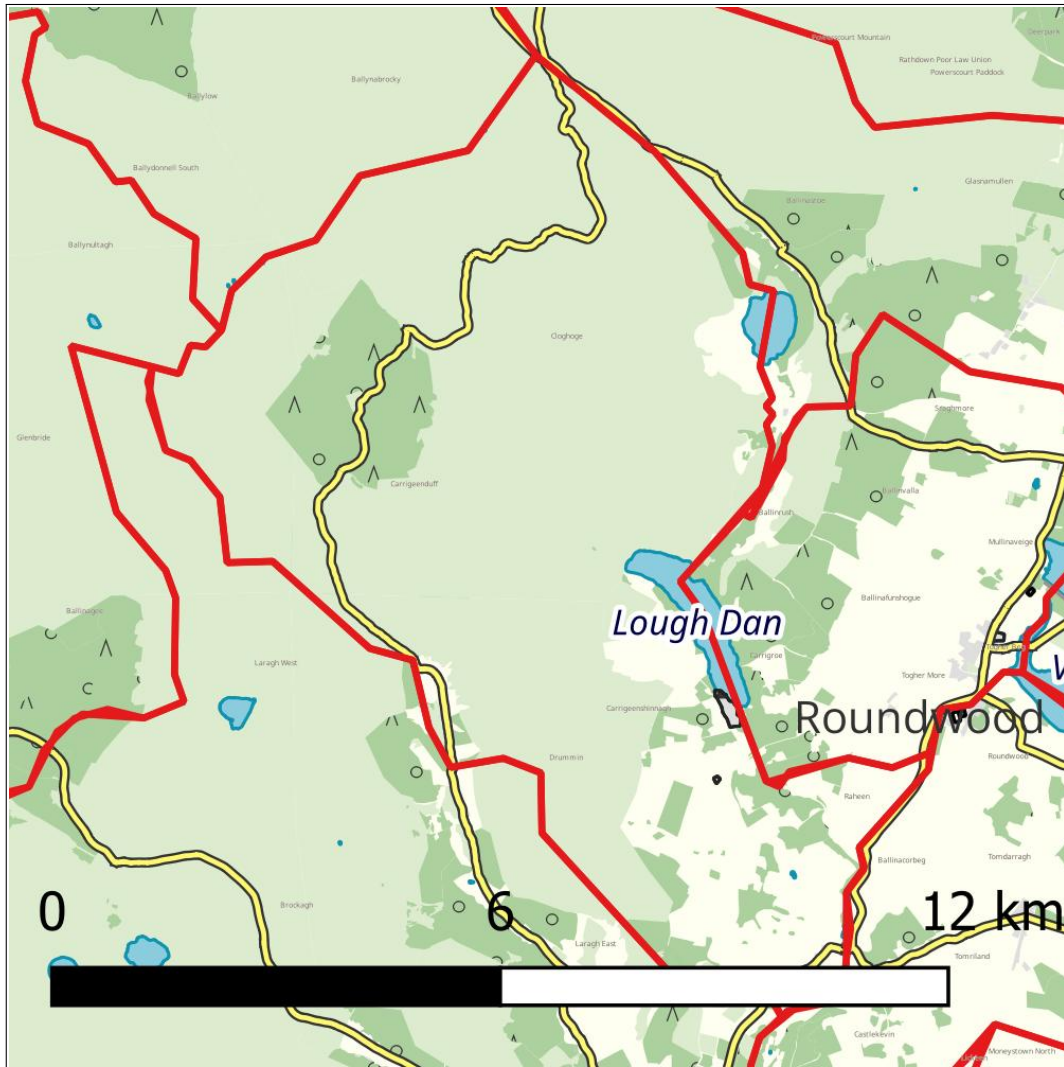 Powerscourt Mountain
Deerpark
Rathdown Poor Law Union
Powerscourt Paddock
Ballynabrocky
Ballylow
Ballydonnell South
Glasnamullen
Ballinastoe
Ballynultagh
Cloghoge
Glenbride
Stoghmore
Carrigeenduff
Ballinvalla
Ballinrush
Mullinaveige
Ballinafunshogue
Ballinagee
Lough Dan
Laragh West
Carrigroe
Togher More
Carrigeenshinnagh
Roundwood
Drummin
Roundwood
Raheen
Ballinacorbeg
Tomdarragh
Brockagh
0 6 12 km
Laragh East
Tomriland
Castlekevin
Moneystown North